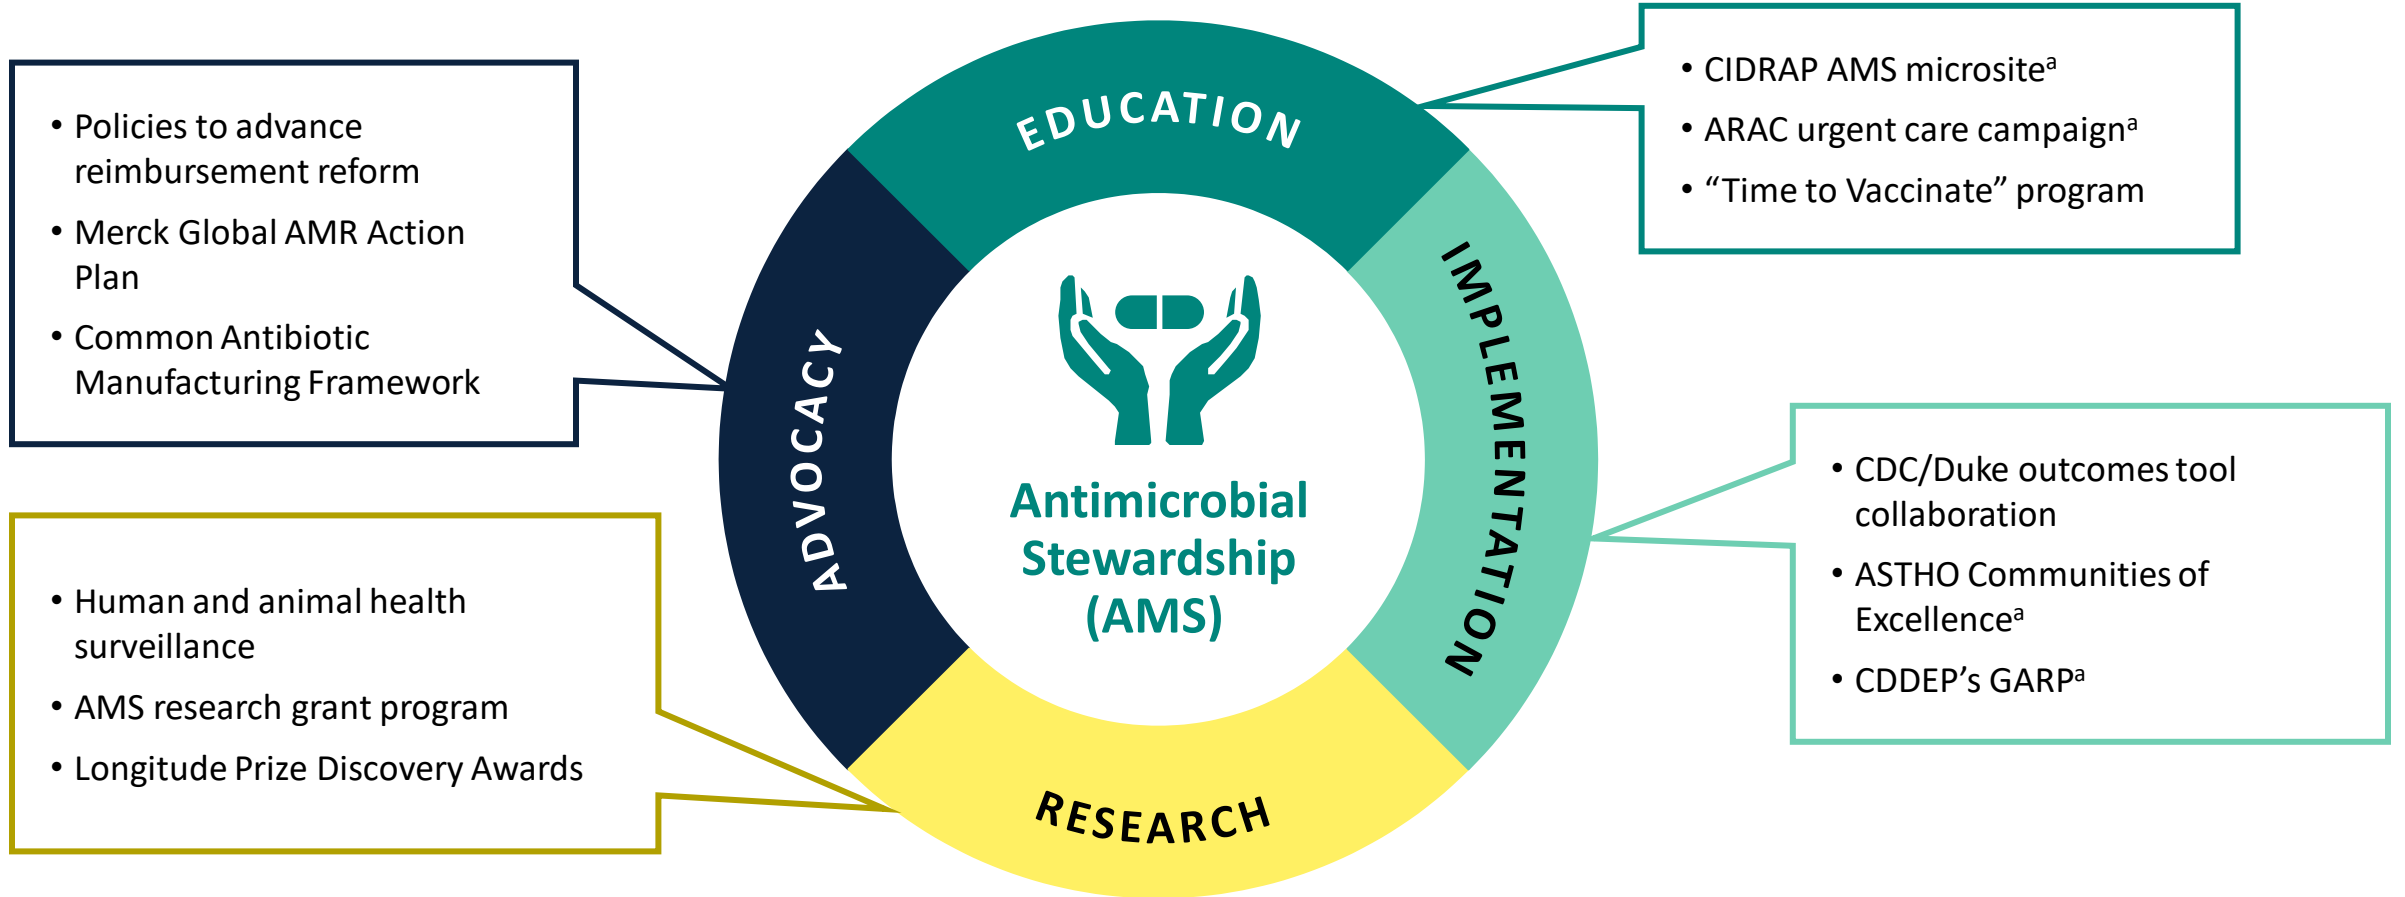 EDUCATION
• CIDRAP AMS micrositeᵃ
• ARAC urgent care campaignᵃ
• “Time to Vaccinate” program
IMPLEMENTATION
• CDC/Duke outcomes tool
collaboration
• ASTHO Communities of
Excellenceᵃ
• CDDEP’s GARPᵃ
RESEARCH
• Human and animal health
surveillance
• AMS research grant program
• Longitude Prize Discovery Awards
ADVOCACY
• Policies to advance
reimbursement reform
• Merck Global AMR Action
Plan
• Common Antibiotic
Manufacturing Framework
Antimicrobial
Stewardship
(AMS)